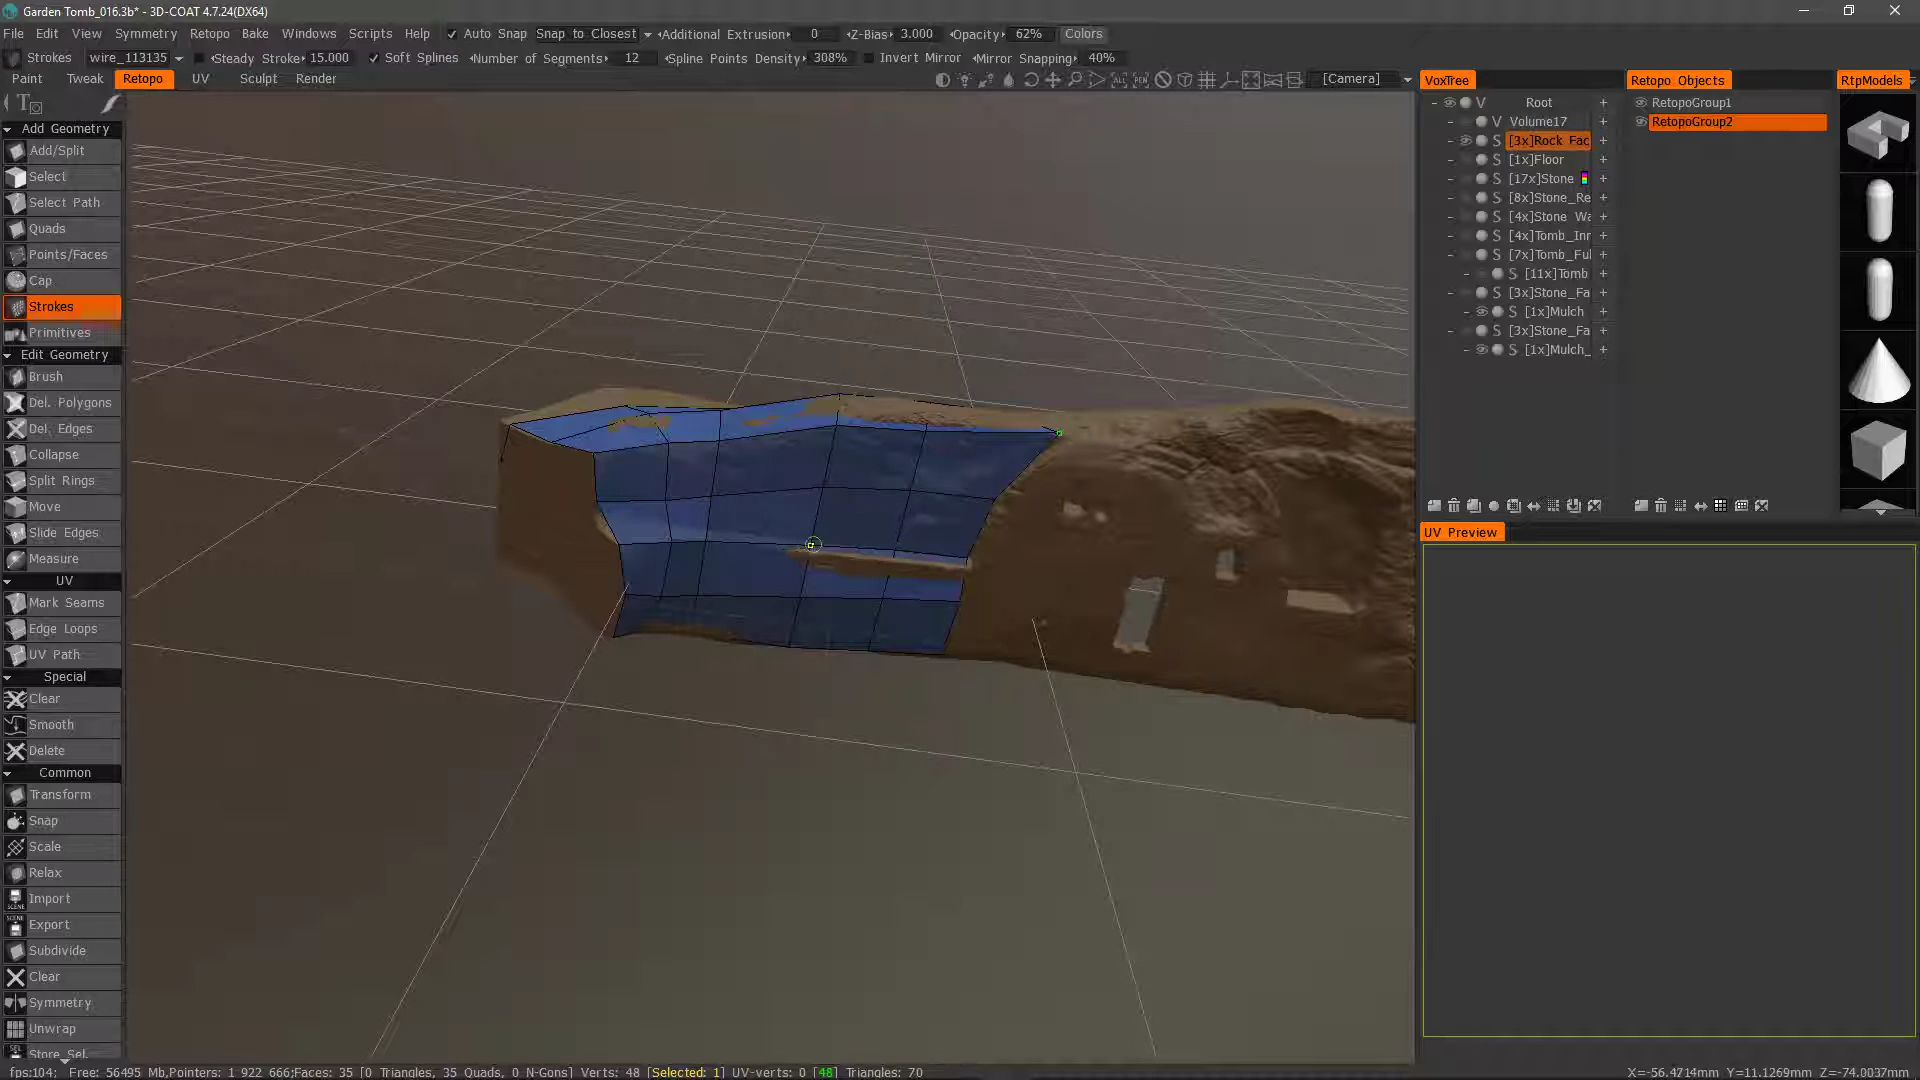 Garden Tomb_016.3b* - 3D-COAT 4.7.24(DX64)
File Edit View Symmetry Retopo Bake Windows Scripts Help Auto Snap Snap to Closest Additional Extrusion 0 Z-Bias 3.000 Opacity 62% Colors
Strokes wire_113135 Steady Stroke 15.000 Soft Splines Number of Segments 12 Spline Points Density 308% Invert Mirror Mirror Snapping 40%
Paint Tweak Retopo UV Sculpt Render [Camera]
Add Geometry
Add/Split
Select
Select Path
Quads
Points/Faces
Cap
Strokes
Primitives
Edit Geometry
Brush
Del. Polygons
Del. Edges
Collapse
Split Rings
Move
Slide Edges
Measure
UV
Mark Seams
Edge Loops
UV Path
Special
Clear
Smooth
Delete
Common
Transform
Snap
Scale
Relax
Import
Export
Subdivide
Clear
Symmetry
Unwrap
Store Sel.
VoxTree
V Root +
V Volume17 +
S [3x]Rock Fac +
S [1x]Floor +
S [17x]Stone +
S [8x]Stone_Re +
S [4x]Stone Wa +
S [4x]Tomb_Inr +
S [7x]Tomb_Ful +
S [11x]Tomb +
S [3x]Stone_Fa +
S [1x]Mulch +
S [3x]Stone_Fa +
S [1x]Mulch_ +
Retopo Objects
RetopoGroup1
RetopoGroup2
RtpModels
UV Preview
fps:104; Free: 56495 Mb,Pointers: 1 922 666;Faces: 35 [0 Triangles, 35 Quads, 0 N-Gons] Verts: 48 [Selected: 1] UV-verts: 0 [48] Triangles: 70
X=-56.4714mm Y=11.1269mm Z=-74.0037mm